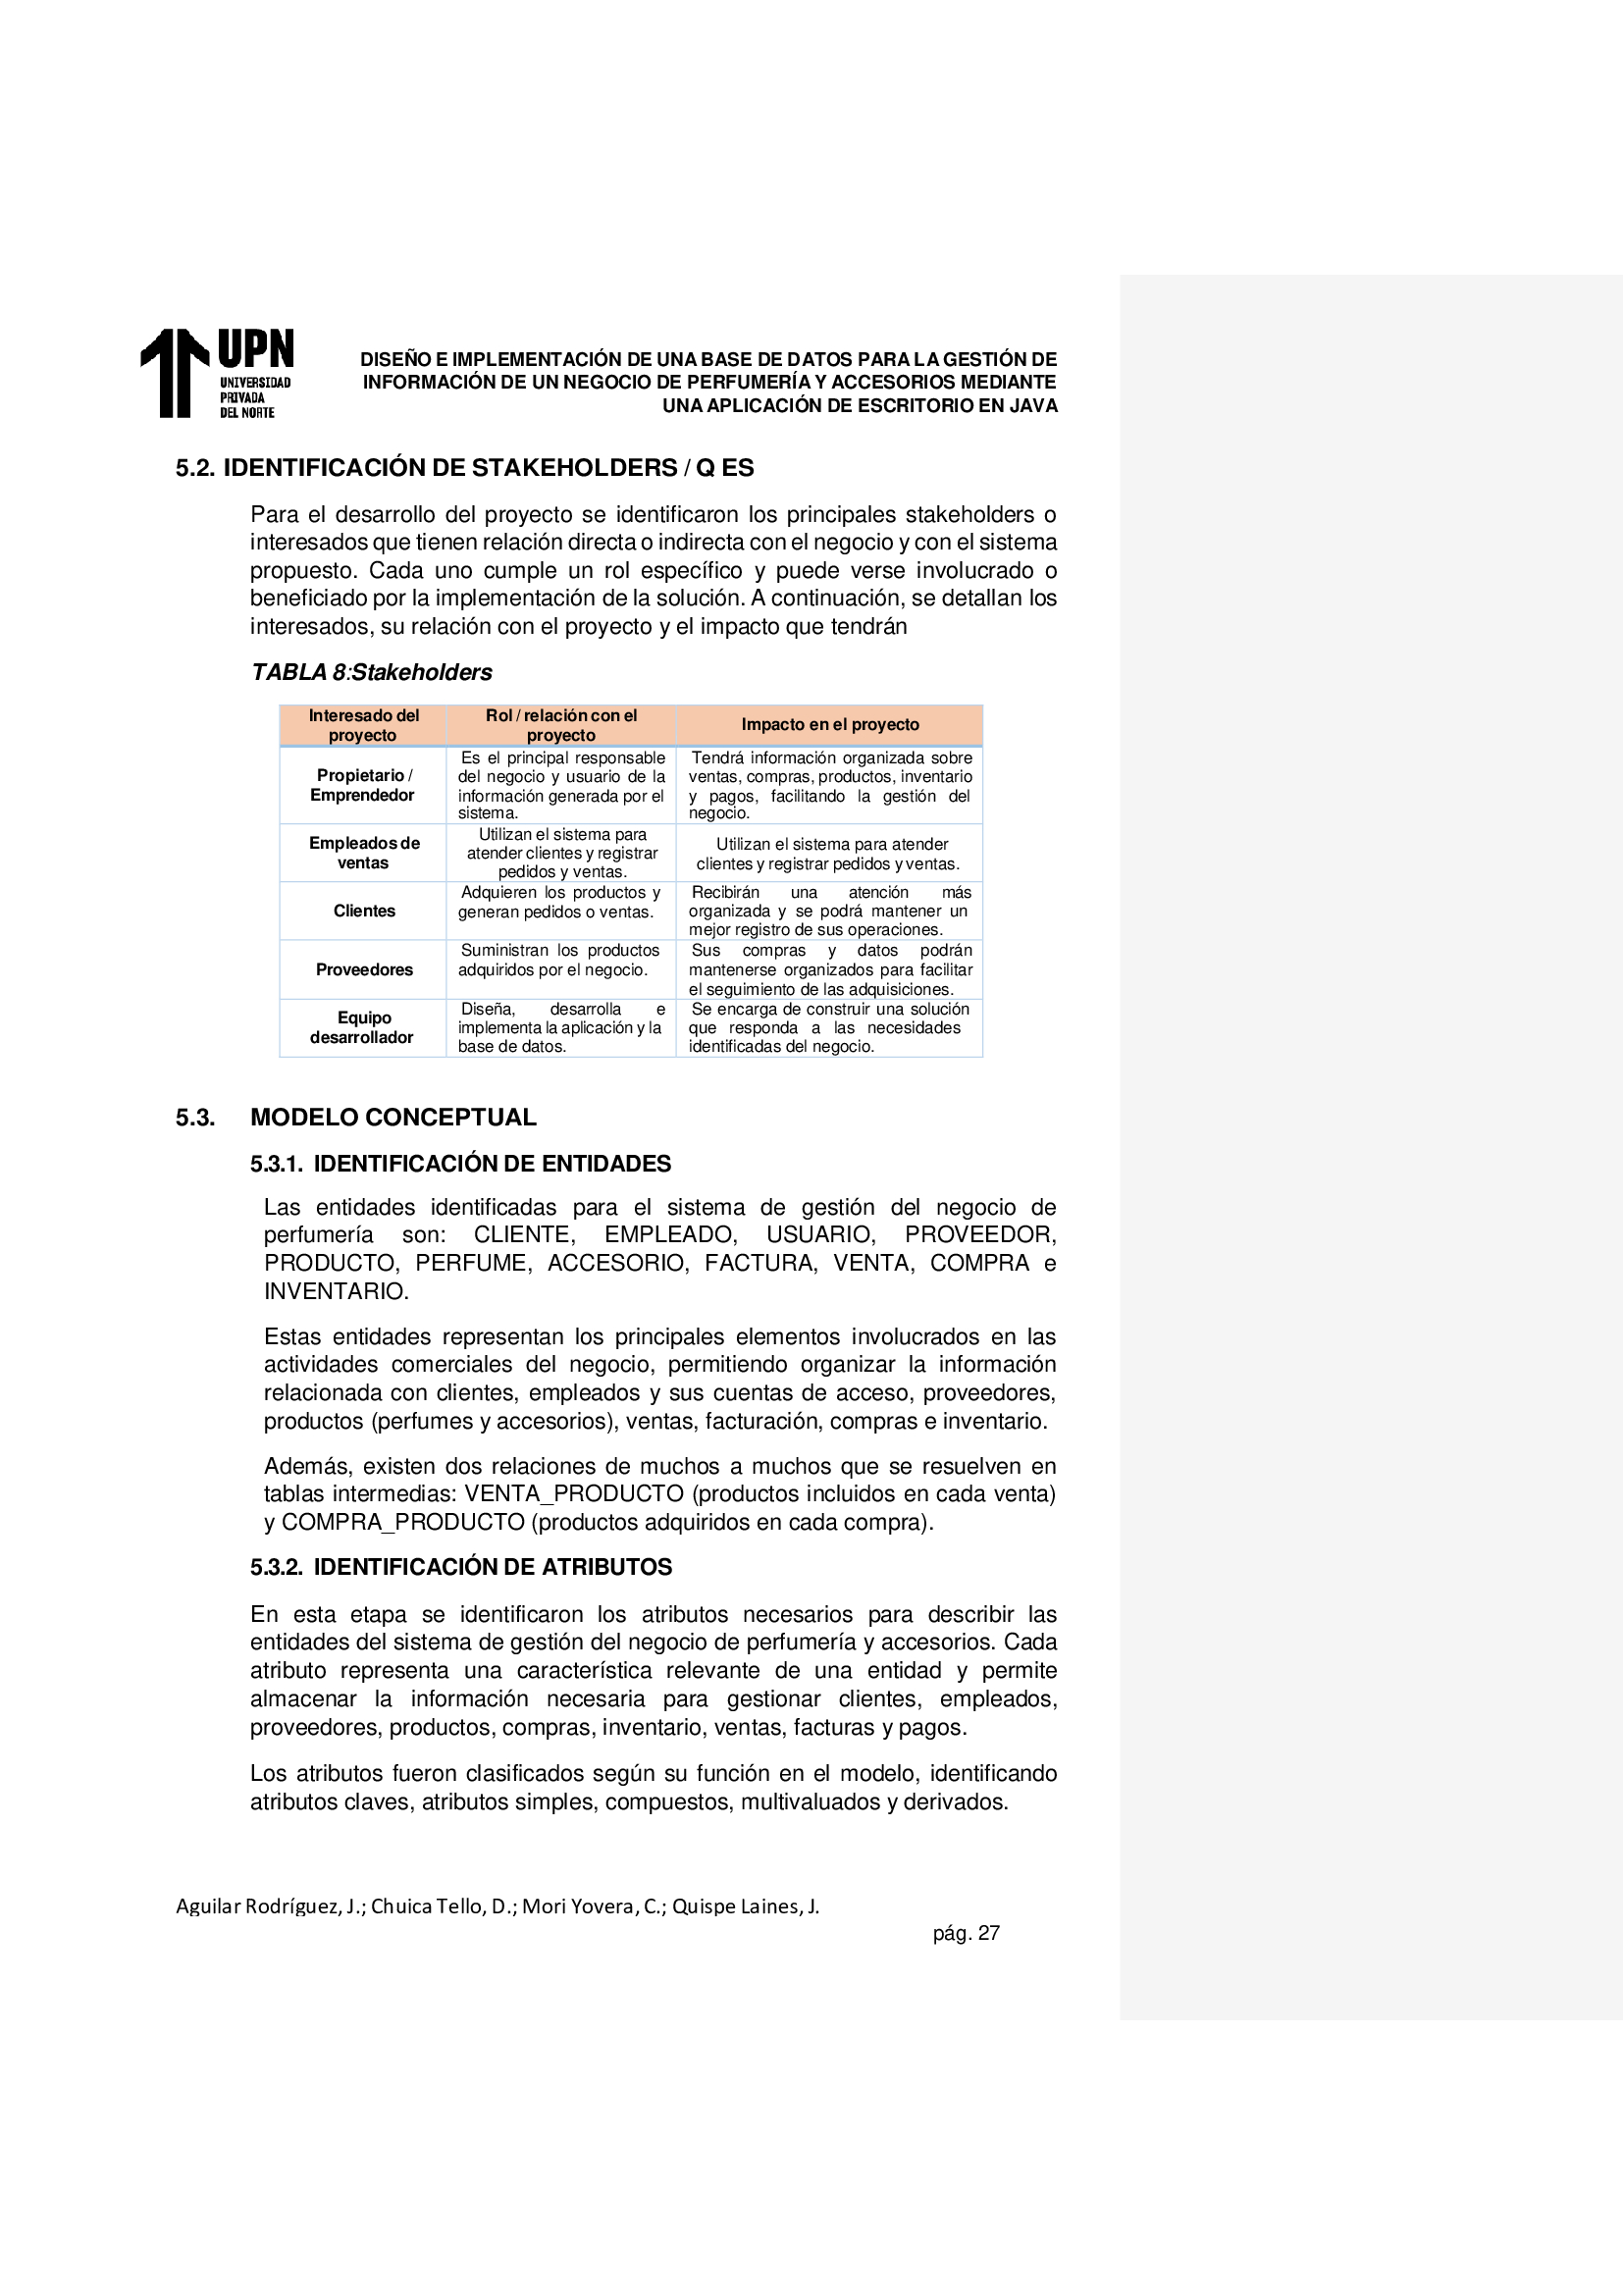 UPN
UNIVERSIDAD
PRIVADA
DEL NORTE
DISEÑO E IMPLEMENTACIÓN DE UNA BASE DE DATOS PARA LA GESTIÓN DE
INFORMACIÓN DE UN NEGOCIO DE PERFUMERÍA Y ACCESORIOS MEDIANTE
UNA APLICACIÓN DE ESCRITORIO EN JAVA
5.2. IDENTIFICACIÓN DE STAKEHOLDERS / Q ES
Para el desarrollo del proyecto se identificaron los principales stakeholders o
interesados que tienen relación directa o indirecta con el negocio y con el sistema
propuesto. Cada uno cumple un rol específico y puede verse involucrado o
beneficiado por la implementación de la solución. A continuación, se detallan los
interesados, su relación con el proyecto y el impacto que tendrán
TABLA 8:Stakeholders
Interesado del
proyecto
Rol / relación con el
proyecto
Impacto en el proyecto
Propietario /
Emprendedor
Es el principal responsable
del negocio y usuario de la
información generada por el
sistema.
Tendrá información organizada sobre
ventas, compras, productos, inventario
y pagos, facilitando la gestión del
negocio.
Empleados de
ventas
Utilizan el sistema para
atender clientes y registrar
pedidos y ventas.
Utilizan el sistema para atender
clientes y registrar pedidos y ventas.
Clientes
Adquieren los productos y
generan pedidos o ventas.
Recibirán una atención más
organizada y se podrá mantener un
mejor registro de sus operaciones.
Proveedores
Suministran los productos
adquiridos por el negocio.
Sus compras y datos podrán
mantenerse organizados para facilitar
el seguimiento de las adquisiciones.
Equipo
desarrollador
Diseña, desarrolla e
implementa la aplicación y la
base de datos.
Se encarga de construir una solución
que responda a las necesidades
identificadas del negocio.
5.3. MODELO CONCEPTUAL
5.3.1. IDENTIFICACIÓN DE ENTIDADES
Las entidades identificadas para el sistema de gestión del negocio de
perfumería son: CLIENTE, EMPLEADO, USUARIO, PROVEEDOR,
PRODUCTO, PERFUME, ACCESORIO, FACTURA, VENTA, COMPRA e
INVENTARIO.
Estas entidades representan los principales elementos involucrados en las
actividades comerciales del negocio, permitiendo organizar la información
relacionada con clientes, empleados y sus cuentas de acceso, proveedores,
productos (perfumes y accesorios), ventas, facturación, compras e inventario.
Además, existen dos relaciones de muchos a muchos que se resuelven en
tablas intermedias: VENTA_PRODUCTO (productos incluidos en cada venta)
y COMPRA_PRODUCTO (productos adquiridos en cada compra).
5.3.2. IDENTIFICACIÓN DE ATRIBUTOS
En esta etapa se identificaron los atributos necesarios para describir las
entidades del sistema de gestión del negocio de perfumería y accesorios. Cada
atributo representa una característica relevante de una entidad y permite
almacenar la información necesaria para gestionar clientes, empleados,
proveedores, productos, compras, inventario, ventas, facturas y pagos.
Los atributos fueron clasificados según su función en el modelo, identificando
atributos claves, atributos simples, compuestos, multivaluados y derivados.
Aguilar Rodríguez, J.; Chuica Tello, D.; Mori Yovera, C.; Quispe Laines, J.
pág. 27